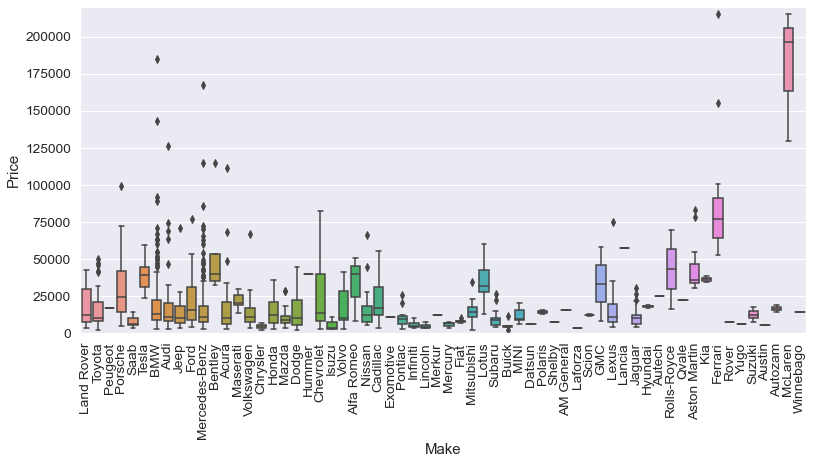 Price
200000
175000
150000
125000
100000
75000
50000
25000
0
Land Rover
Toyota
Peugeot
Porsche
Saab
Tesla
BMW
Audi
Jeep
Ford
Mercedes-Benz
Bentley
Acura
Maserati
Volkswagen
Chrysler
Honda
Mazda
Dodge
Hummer
Chevrolet
Isuzu
Volvo
Alfa Romeo
Nissan
Cadillac
Exomotive
Pontiac
Infiniti
Lincoln
Merkur
Mercury
Fiat
Mitsubishi
Lotus
Subaru
Buick
MINI
Datsun
Polaris
Shelby
AM General
Laforza
Scion
GMC
Lexus
Lancia
Jaguar
Hyundai
Autech
Rolls-Royce
Qvale
Aston Martin
Kia
Ferrari
Rover
Yugo
Suzuki
Austin
Autozam
McLaren
Winnebago
Make